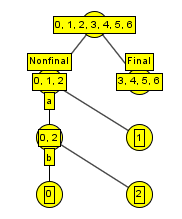 0, 1, 2, 3, 4, 5, 6
Nonfinal
Final
0, 1, 2
3, 4, 5, 6
a
0, 2
1
b
0
2